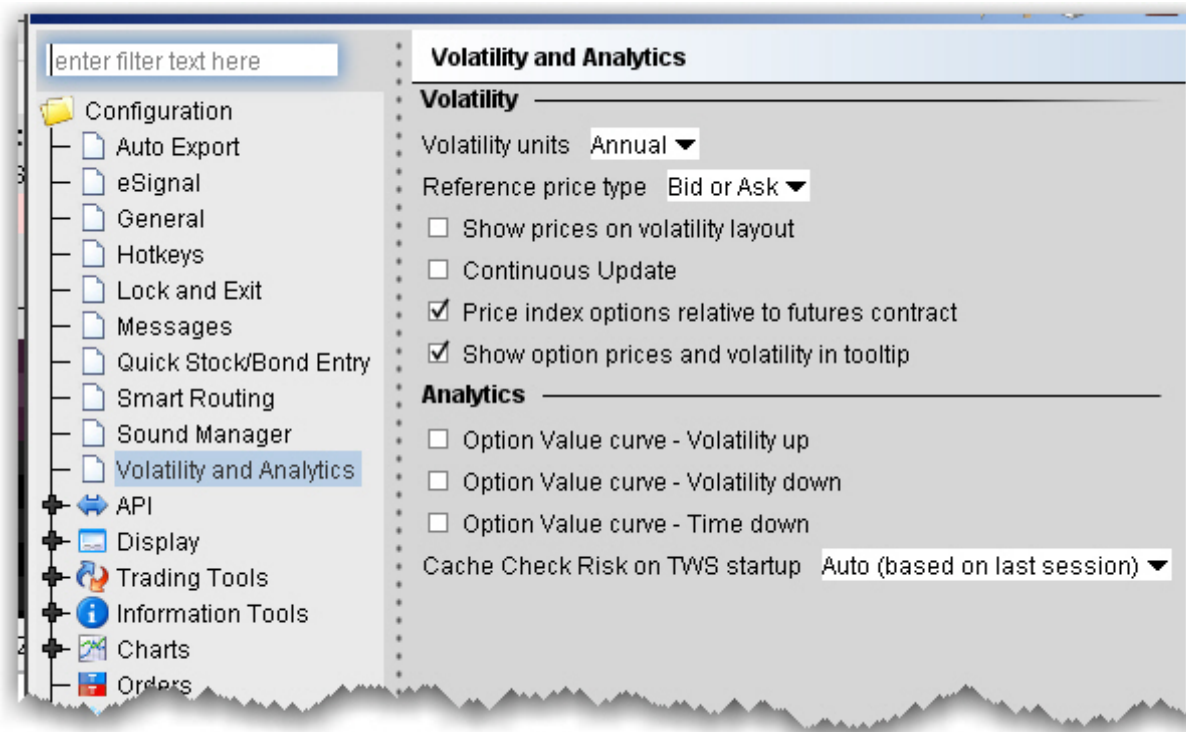 enter filter text here
Configuration
Auto Export
eSignal
General
Hotkeys
Lock and Exit
Messages
Quick Stock/Bond Entry
Smart Routing
Sound Manager
Volatility and Analytics
API
Display
Trading Tools
Information Tools
Charts
Orders
Volatility and Analytics
Volatility
Volatility units Annual
Reference price type Bid or Ask
Show prices on volatility layout
Continuous Update
Price index options relative to futures contract
Show option prices and volatility in tooltip
Analytics
Option Value curve - Volatility up
Option Value curve - Volatility down
Option Value curve - Time down
Cache Check Risk on TWS startup Auto (based on last session)